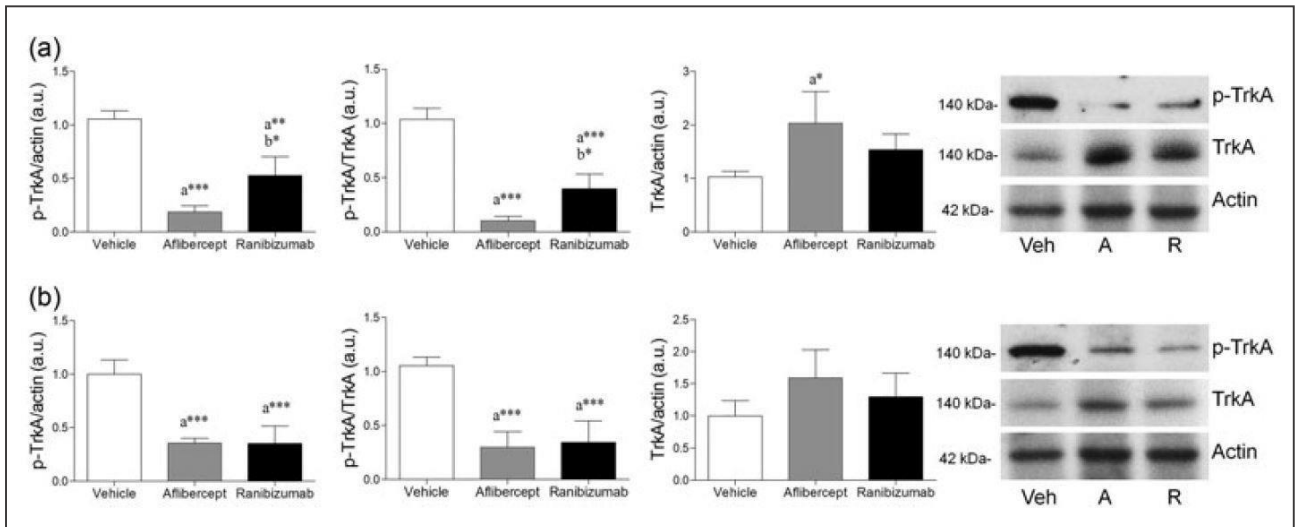 (a)
p-TrkA/actin (a.u.)
1.5
1.0
0.5
0.0
a***
a**
b*
Vehicle Aflibercept Ranibizumab
p-TrkA/TrkA (a.u.)
1.5
1.0
0.5
0.0
a***
a***
b*
Vehicle Aflibercept Ranibizumab
TrkA/actin (a.u.)
3
2
1
0
a*
Vehicle Aflibercept Ranibizumab
140 kDa- p-TrkA
140 kDa- TrkA
42 kDa- Actin
Veh A R
(b)
p-TrkA/actin (a.u.)
1.5
1.0
0.5
0.0
a***
a***
Vehicle Aflibercept Ranibizumab
p-TrkA/TrkA (a.u.)
1.5
1.0
0.5
0.0
a***
a***
Vehicle Aflibercept Ranibizumab
TrkA/actin (a.u.)
2.5
2.0
1.5
1.0
0.5
0.0
Vehicle Aflibercept Ranibizumab
140 kDa- p-TrkA
140 kDa- TrkA
42 kDa- Actin
Veh A R